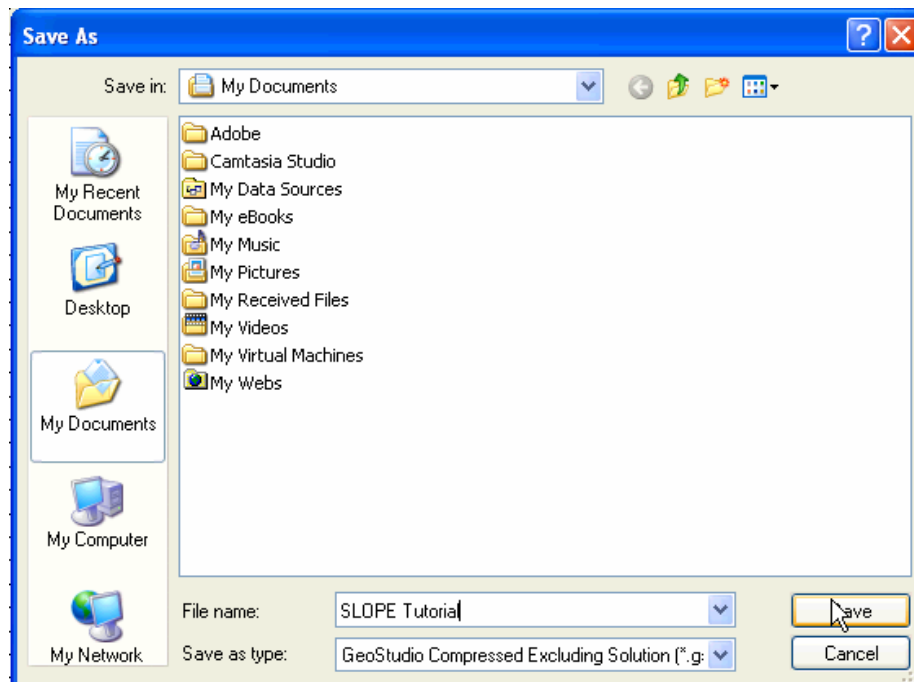 Save As
Save in: My Documents
My Recent
Documents
Desktop
My Documents
My Computer
My Network
Adobe
Camtasia Studio
My Data Sources
My eBooks
My Music
My Pictures
My Received Files
My Videos
My Virtual Machines
My Webs
File name: SLOPE Tutorial Save
Save as type: GeoStudio Compressed Excluding Solution (*.g: Cancel